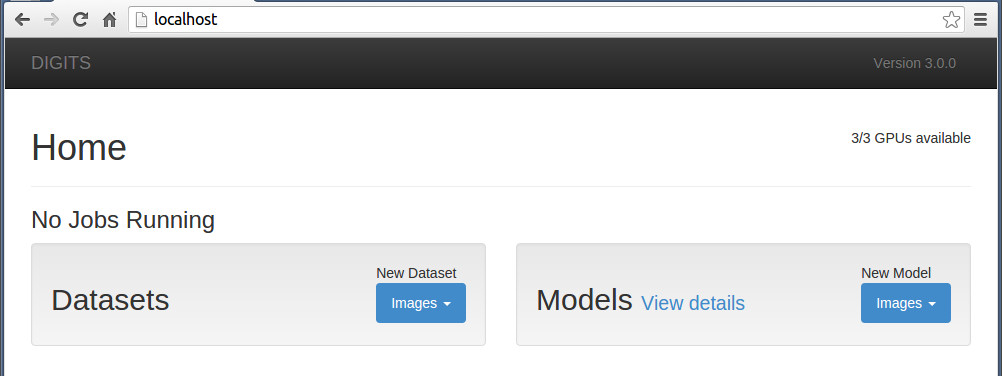 localhost
DIGITS Version 3.0.0
Home 3/3 GPUs available
No Jobs Running
New Dataset
Datasets Images
New Model
Models View details Images